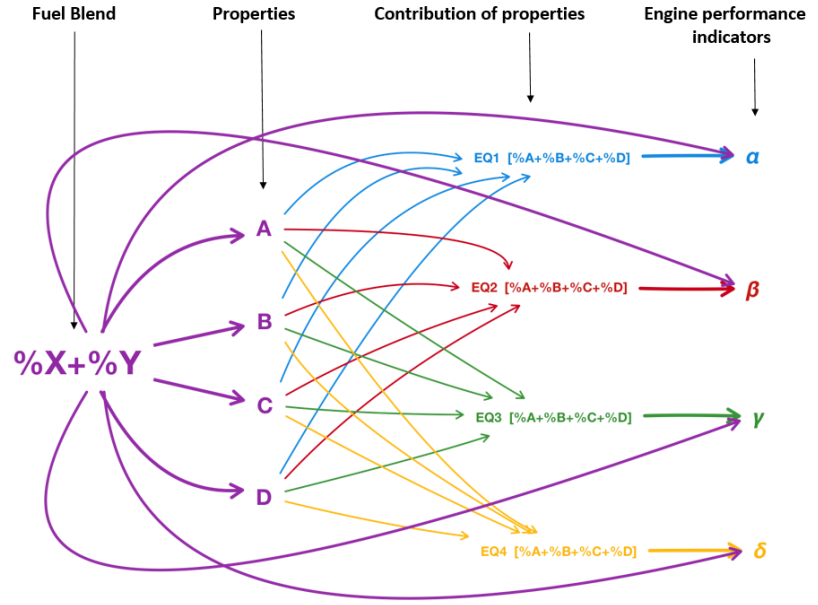 Fuel Blend
Properties
Contribution of properties
Engine performance
indicators
EQ1 [%A+%B+%C+%D]
α
A
EQ2 [%A+%B+%C+%D]
β
B
%X+%Y
C
EQ3 [%A+%B+%C+%D]
γ
D
EQ4 [%A+%B+%C+%D]
δ